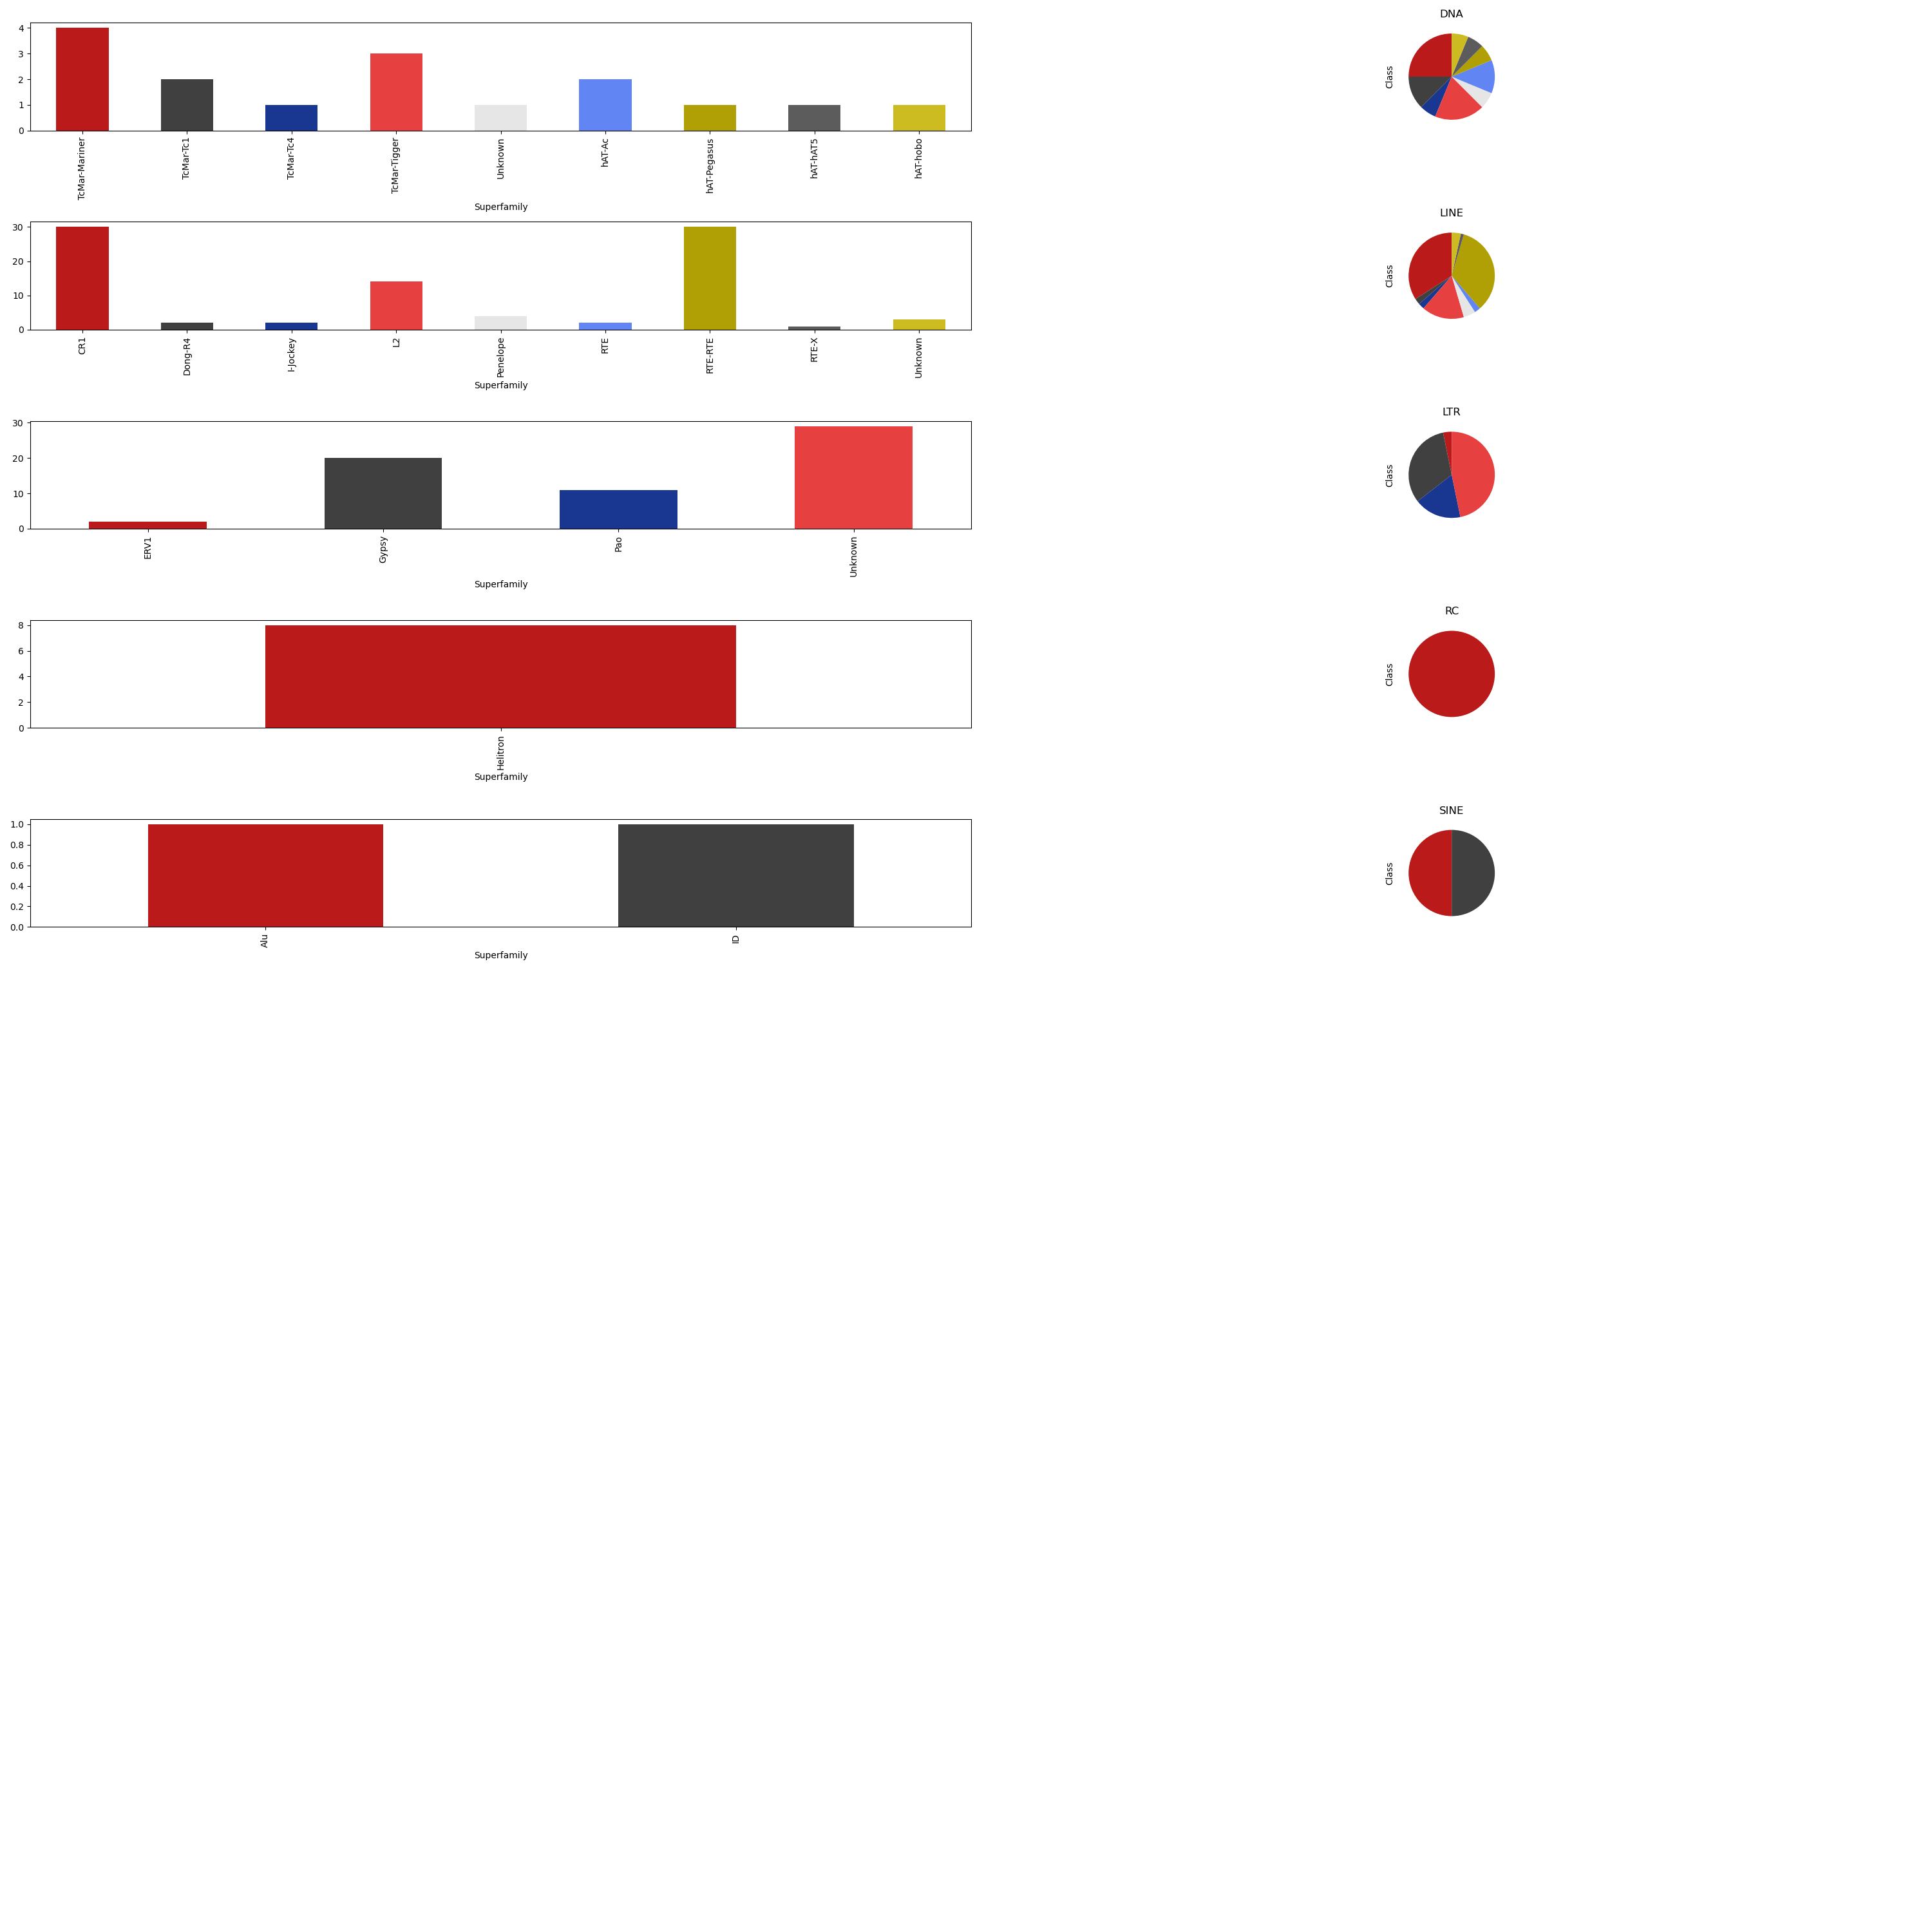 DNA
4
3
2
1
0
Class
TcMar-Mariner
TcMar-Tc1
TcMar-Tc4
TcMar-Tigger
Unknown
hAT-Ac
hAT-Pegasus
hAT-hAT5
hAT-hobo
Superfamily
LINE
30
20
10
0
Class
CR1
Dong-R4
I-Jockey
L2
Penelope
RTE
RTE-RTE
RTE-X
Unknown
Superfamily
LTR
30
20
10
0
Class
ERV1
Gypsy
Pao
Unknown
Superfamily
RC
8
6
4
2
0
Class
Helitron
Superfamily
SINE
1.0
0.8
0.6
0.4
0.2
0.0
Class
Alu
ID
Superfamily